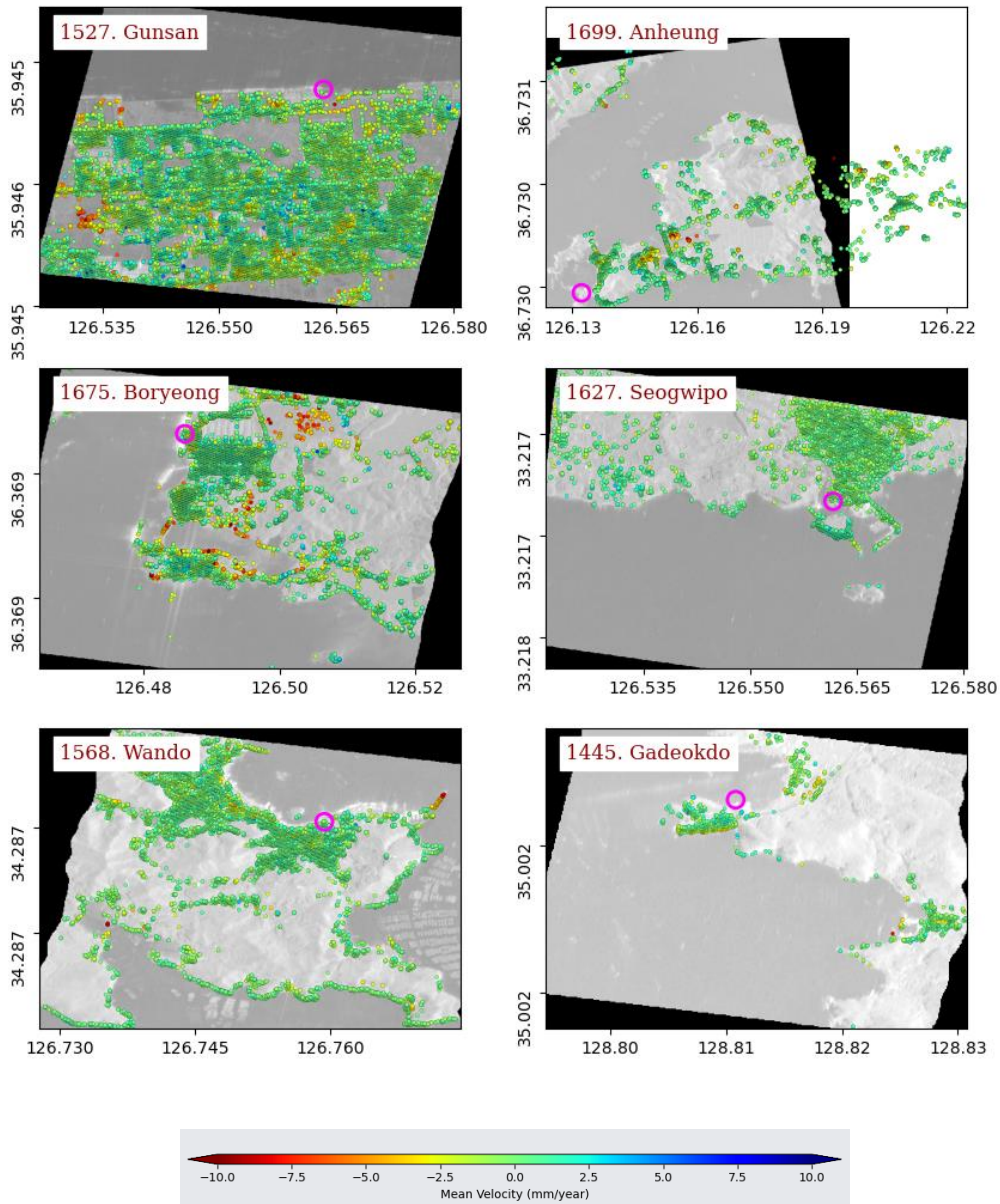 1527. Gunsan
1699. Anheung
35.945
35.946
35.945
126.535 126.550 126.565 126.580
36.731
36.730
36.730
126.13 126.16 126.19 126.22
1675. Boryeong
1627. Seogwipo
36.369
36.369
126.48 126.50 126.52
33.217
33.217
33.218
126.535 126.550 126.565 126.580
1568. Wando
1445. Gadeokdo
34.287
34.287
126.730 126.745 126.760
35.002
35.002
128.80 128.81 128.82 128.83
−10.0 −7.5 −5.0 −2.5 0.0 2.5 5.0 7.5 10.0
Mean Velocity (mm/year)